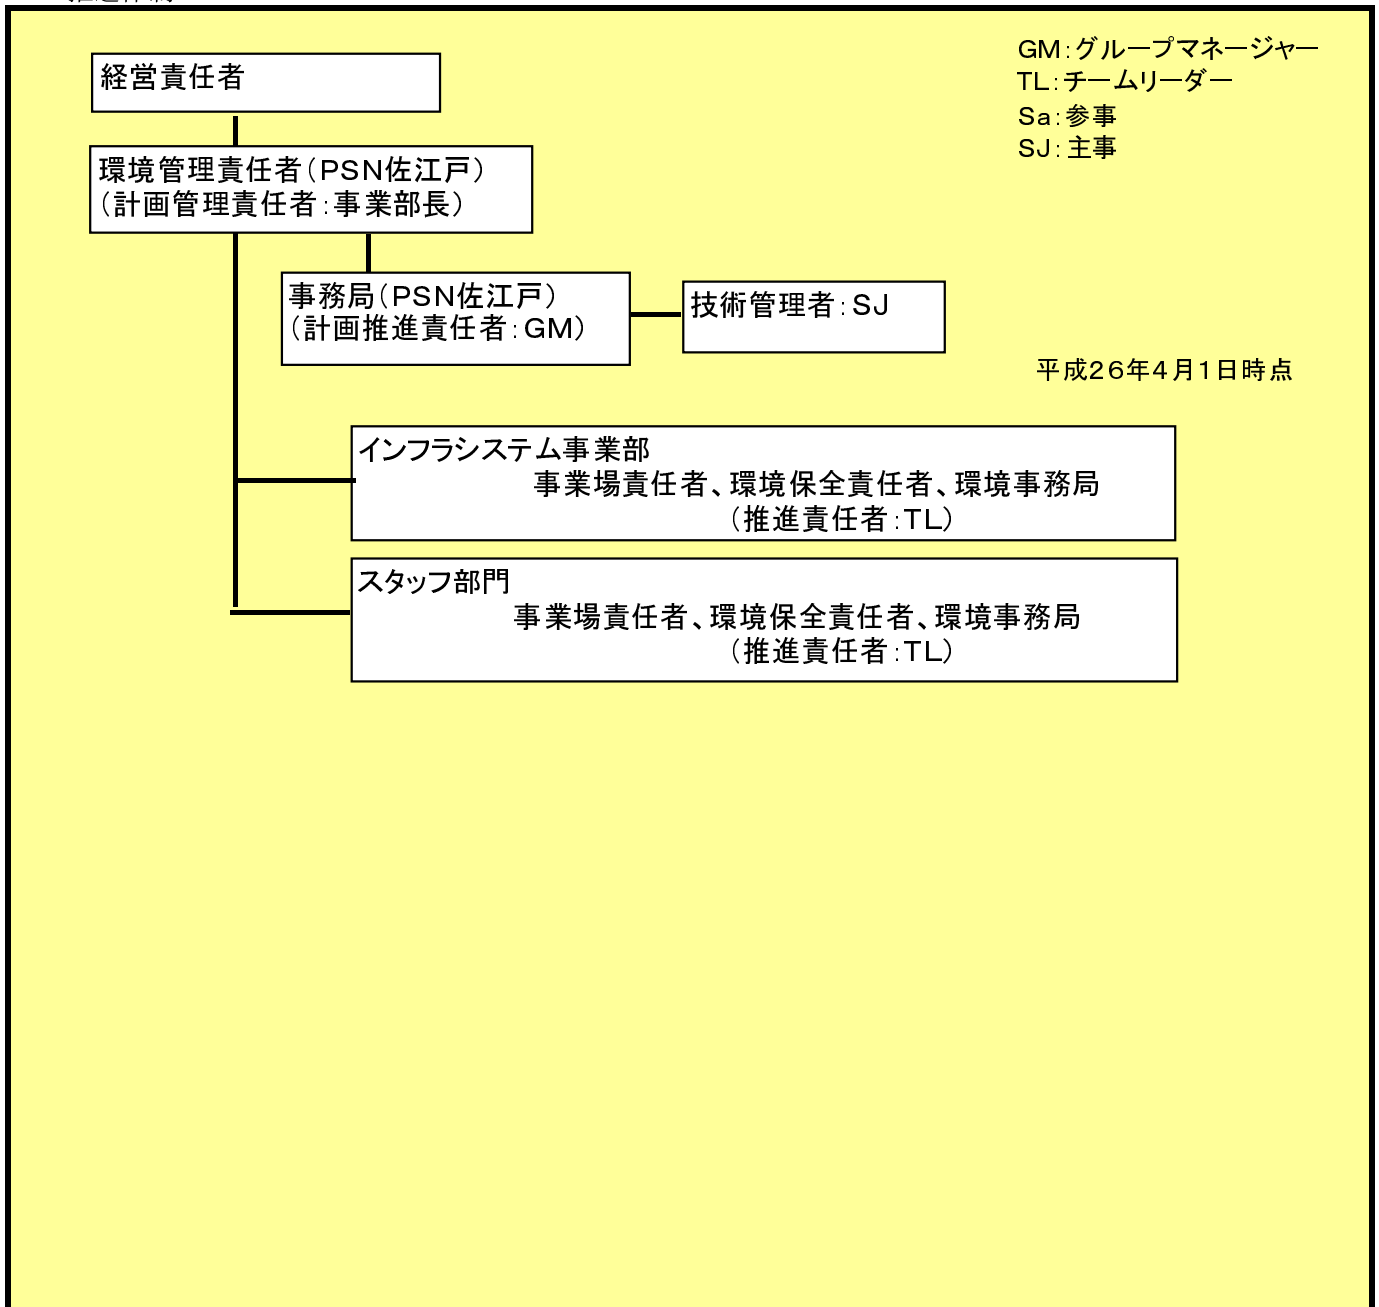 経営責任者
GM：グループマネージャー
TL：チームリーダー
Sa：参事
SJ：主事
環境管理責任者（PSN佐江戸）
（計画管理責任者：事業部長）
事務局（PSN佐江戸）
（計画推進責任者：GM）
技術管理者：SJ
平成26年4月1日時点
インフラシステム事業部
事業場責任者、環境保全責任者、環境事務局
（推進責任者：TL）
スタッフ部門
事業場責任者、環境保全責任者、環境事務局
（推進責任者：TL）